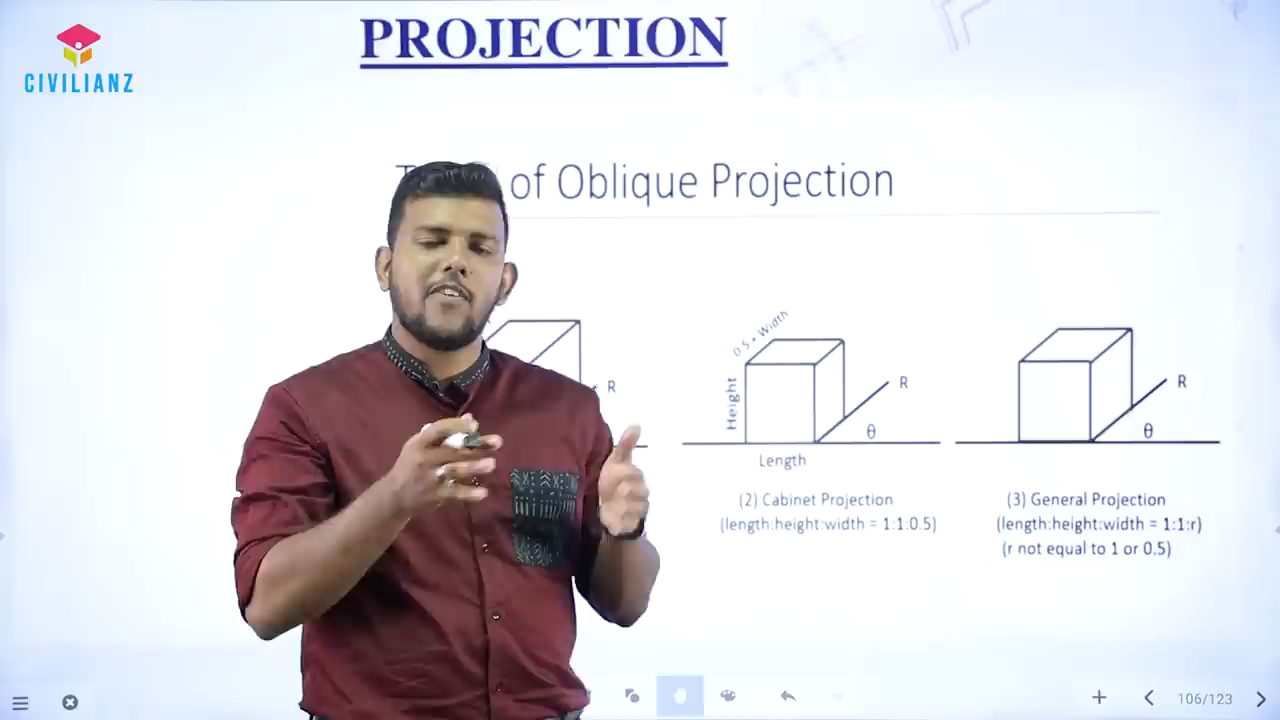 PROJECTION
CIVILIANZ
of Oblique Projection
0.5 * Width
Height
R
θ
Length
R
R
θ
(2) Cabinet Projection
(length:height:width = 1:1:0.5)
(3) General Projection
(length:height:width = 1:1:r)
(r not equal to 1 or 0.5)
106/123